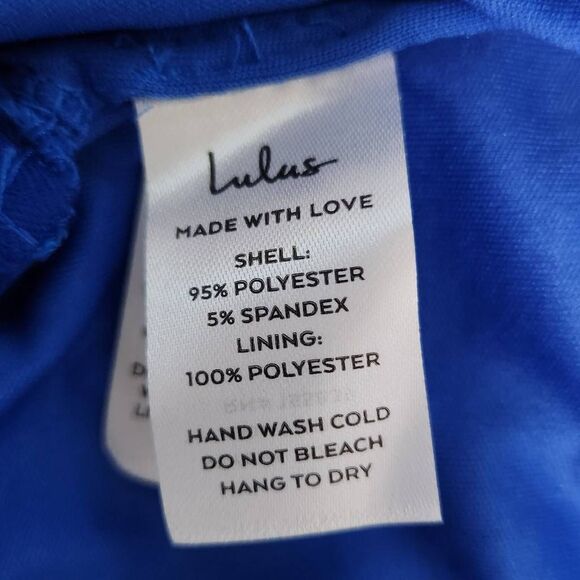 Lulus
MADE WITH LOVE
SHELL:
95% POLYESTER
5% SPANDEX
LINING:
100% POLYESTER
HAND WASH COLD
DO NOT BLEACH
HANG TO DRY